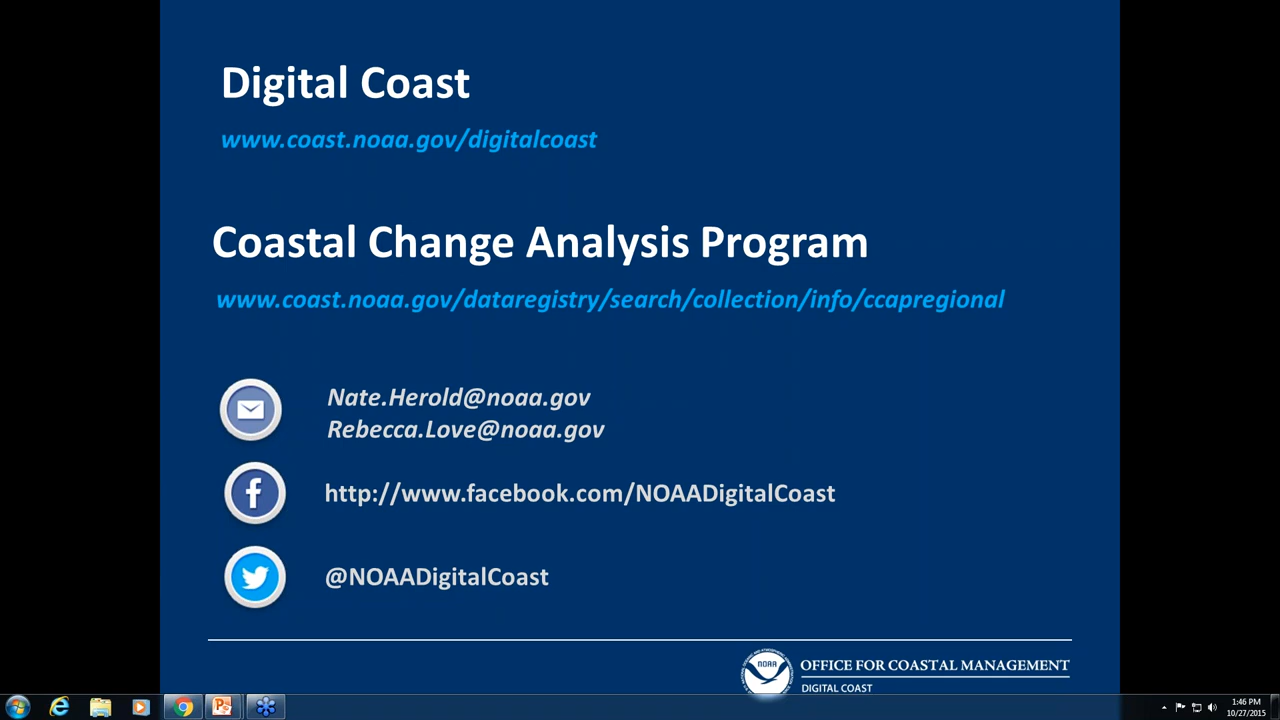 Digital Coast
www.coast.noaa.gov/digitalcoast
Coastal Change Analysis Program
www.coast.noaa.gov/dataregistry/search/collection/info/ccapregional
Nate.Herold@noaa.gov
Rebecca.Love@noaa.gov
http://www.facebook.com/NOAADigitalCoast
@NOAADigitalCoast
NOAA
OFFICE FOR COASTAL MANAGEMENT
DIGITAL COAST
1:46 PM
10/27/2015